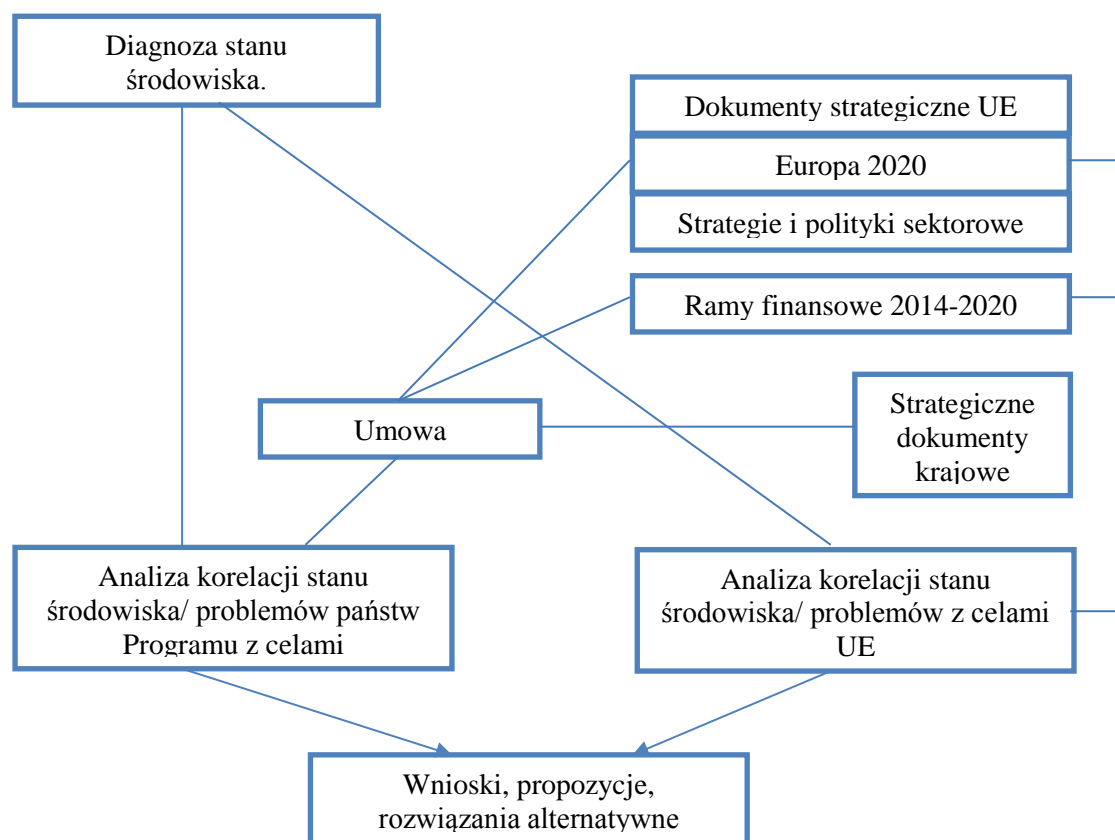 Diagnoza stanu
środowiska.
Dokumenty strategiczne UE
Europa 2020
Strategie i polityki sektorowe
Ramy finansowe 2014-2020
Umowa
Strategiczne
dokumenty
krajowe
Analiza korelacji stanu
środowiska/ problemów państw
Programu z celami
Analiza korelacji stanu
środowiska/ problemów z celami
UE
Wnioski, propozycje,
rozwiązania alternatywne